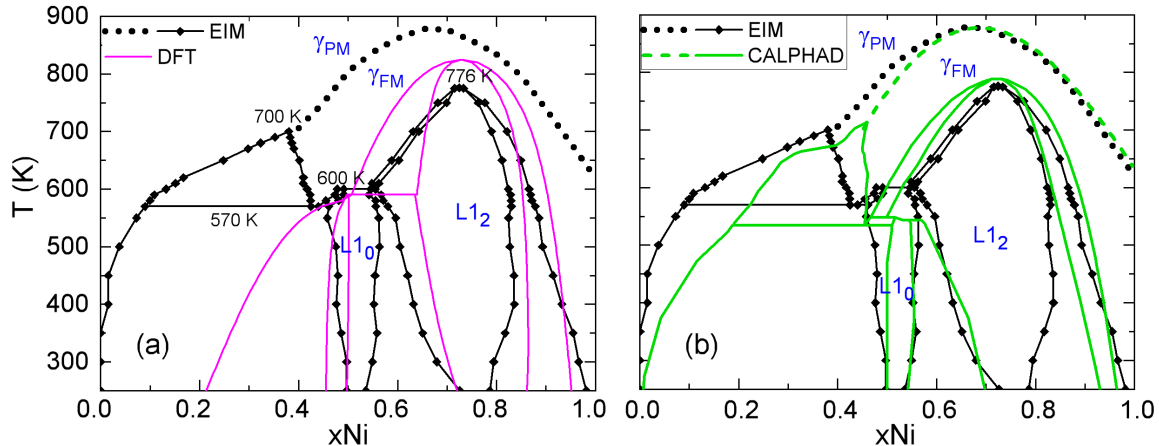 900
800
700
600
500
400
300
T (K)
EIM
DFT
γPM
γFM
776 K
700 K
600 K
570 K
L1₂
L1₀
(a)
0.0 0.2 0.4 0.6 0.8 1.0
xNi
EIM
CALPHAD
γPM
γFM
L1₂
L1₀
(b)
0.0 0.2 0.4 0.6 0.8 1.0
xNi